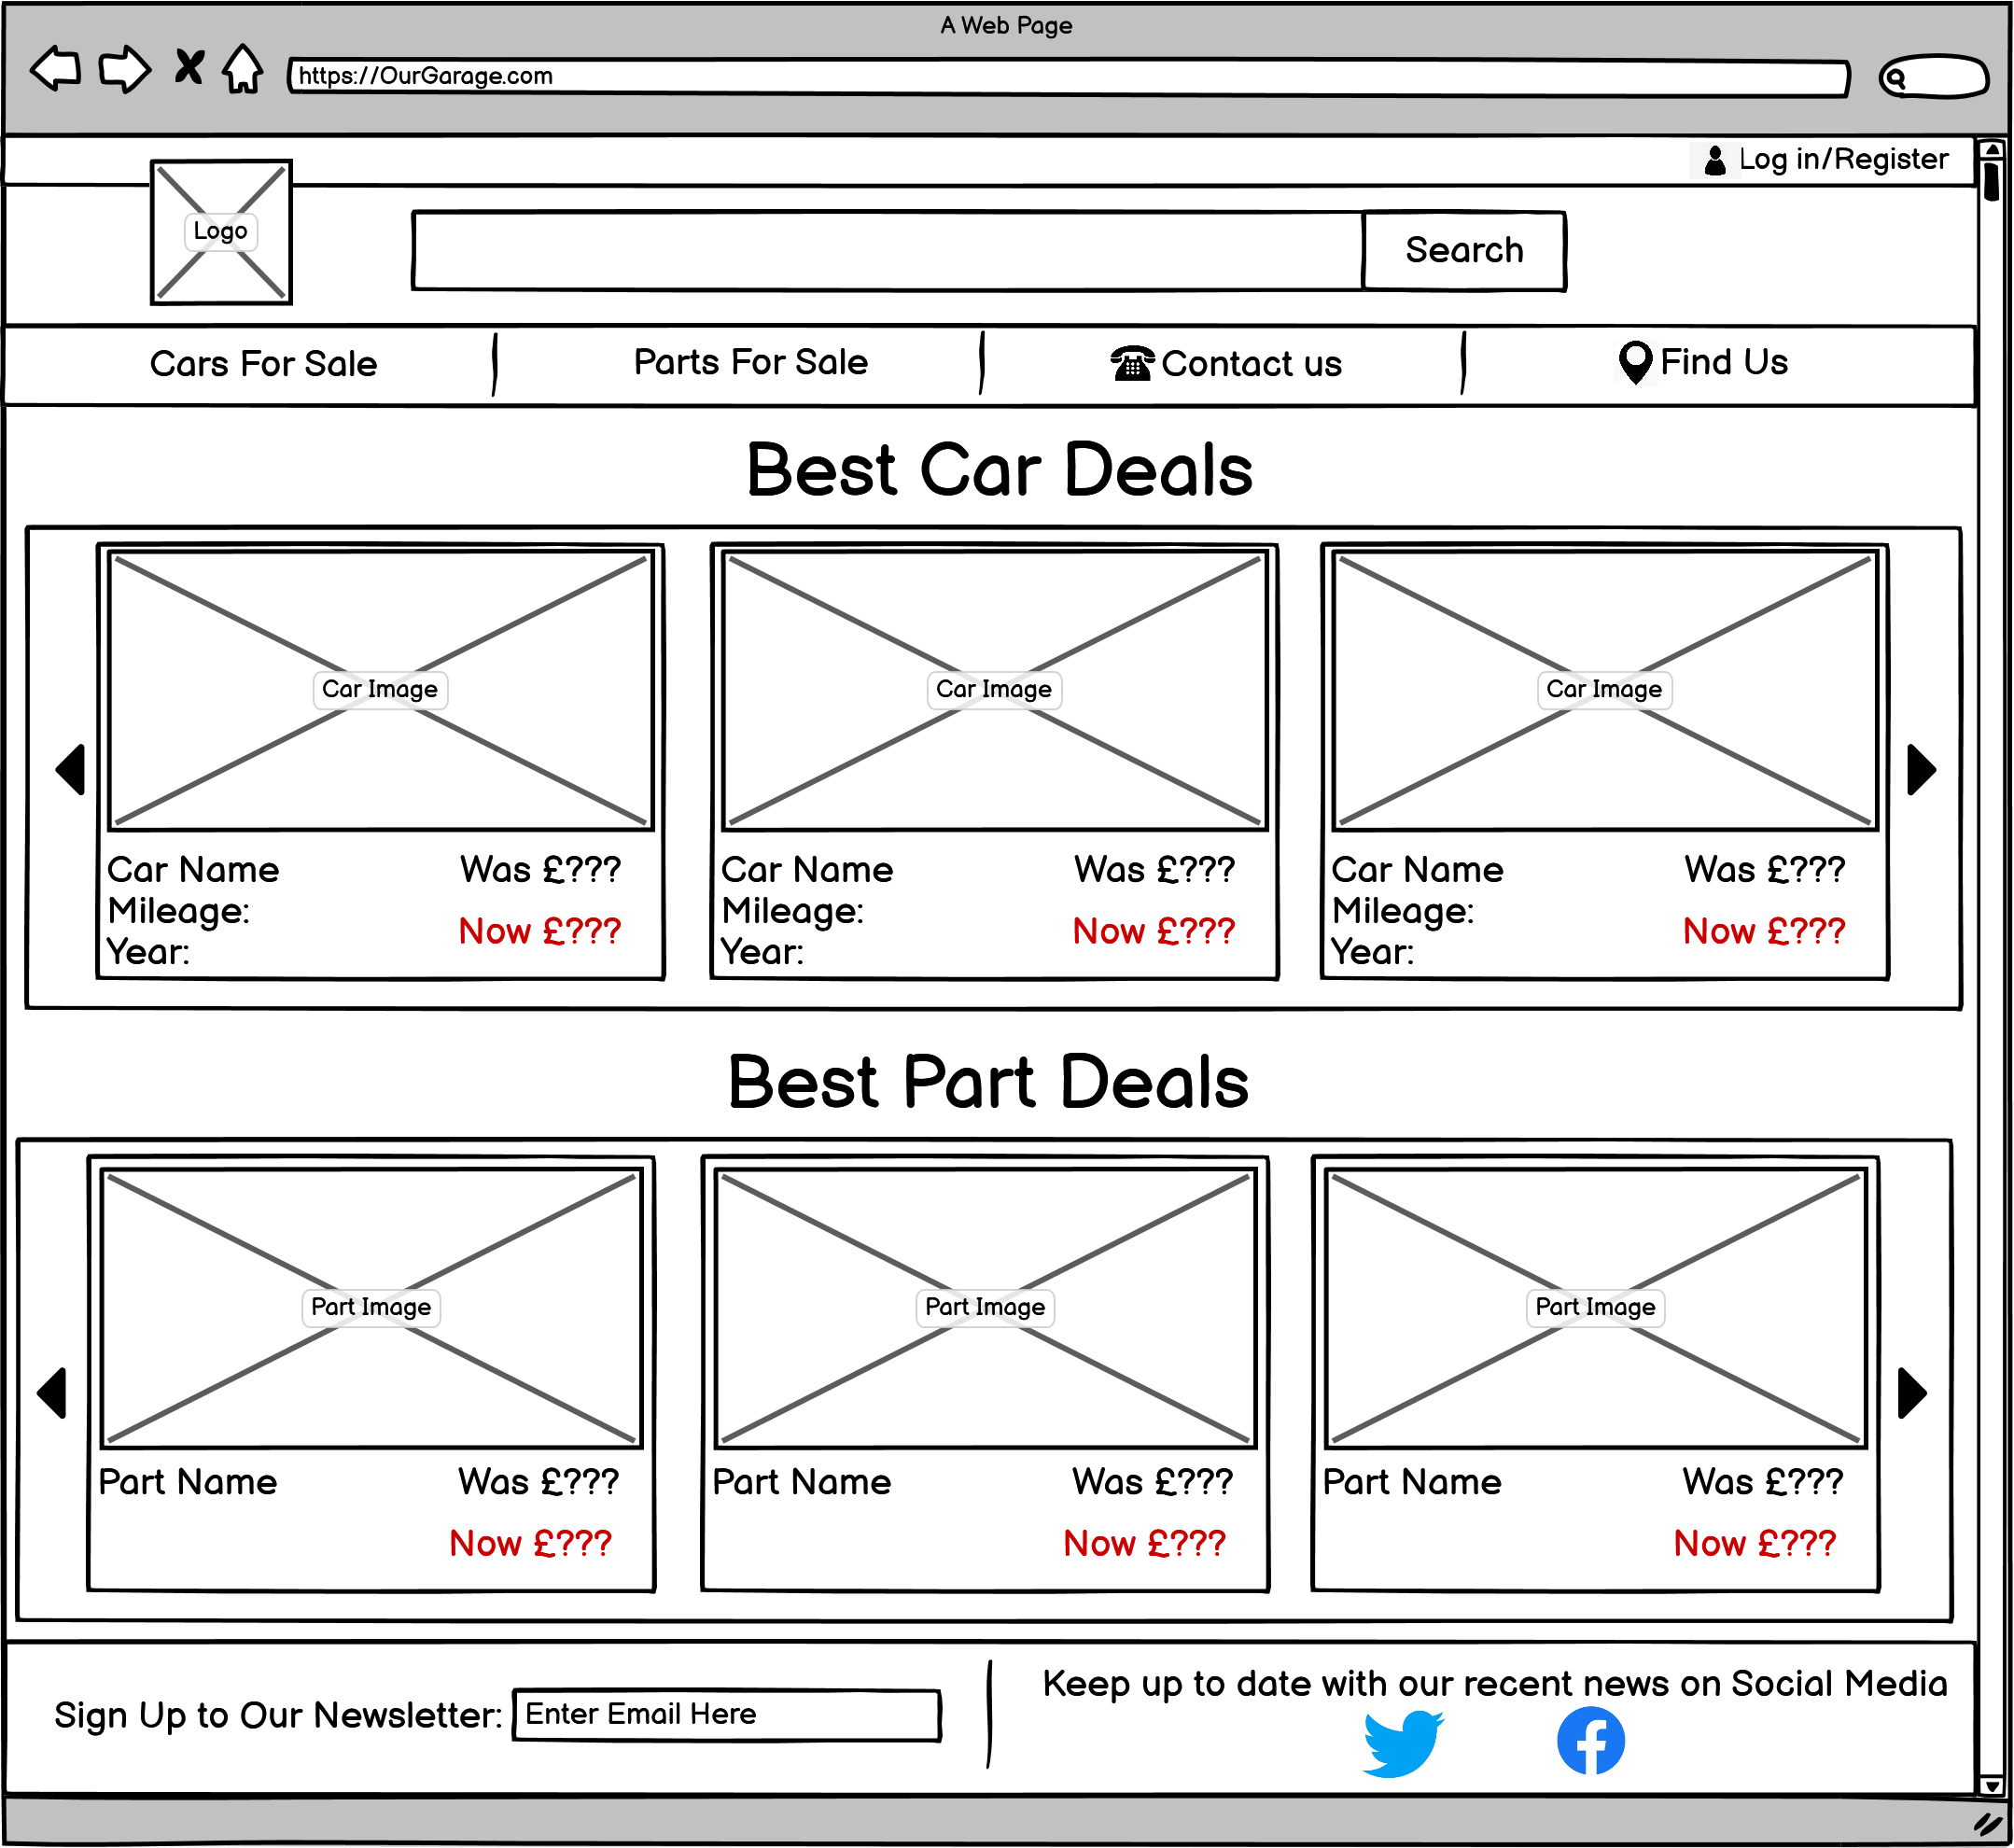 A Web Page
https://OurGarage.com
Log in/Register
Logo
Search
Cars For Sale
Parts For Sale
Contact us
Find Us
Best Car Deals
Car Image
Car Name
Mileage:
Year:
Was £???
Now £???
Car Image
Car Name
Mileage:
Year:
Was £???
Now £???
Car Image
Car Name
Mileage:
Year:
Was £???
Now £???
Best Part Deals
Part Image
Part Name
Was £???
Now £???
Part Image
Part Name
Was £???
Now £???
Part Image
Part Name
Was £???
Now £???
Sign Up to Our Newsletter:
Enter Email Here
Keep up to date with our recent news on Social Media